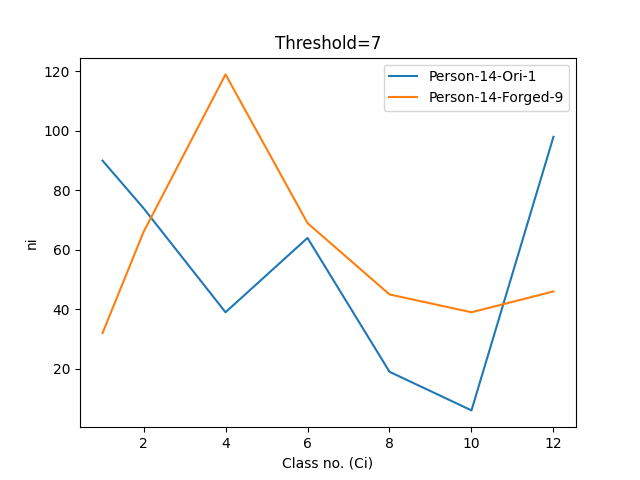 Threshold=7
Person-14-Ori-1
Person-14-Forged-9
120
100
80
60
40
20
ni
2 4 6 8 10 12
Class no. (Ci)